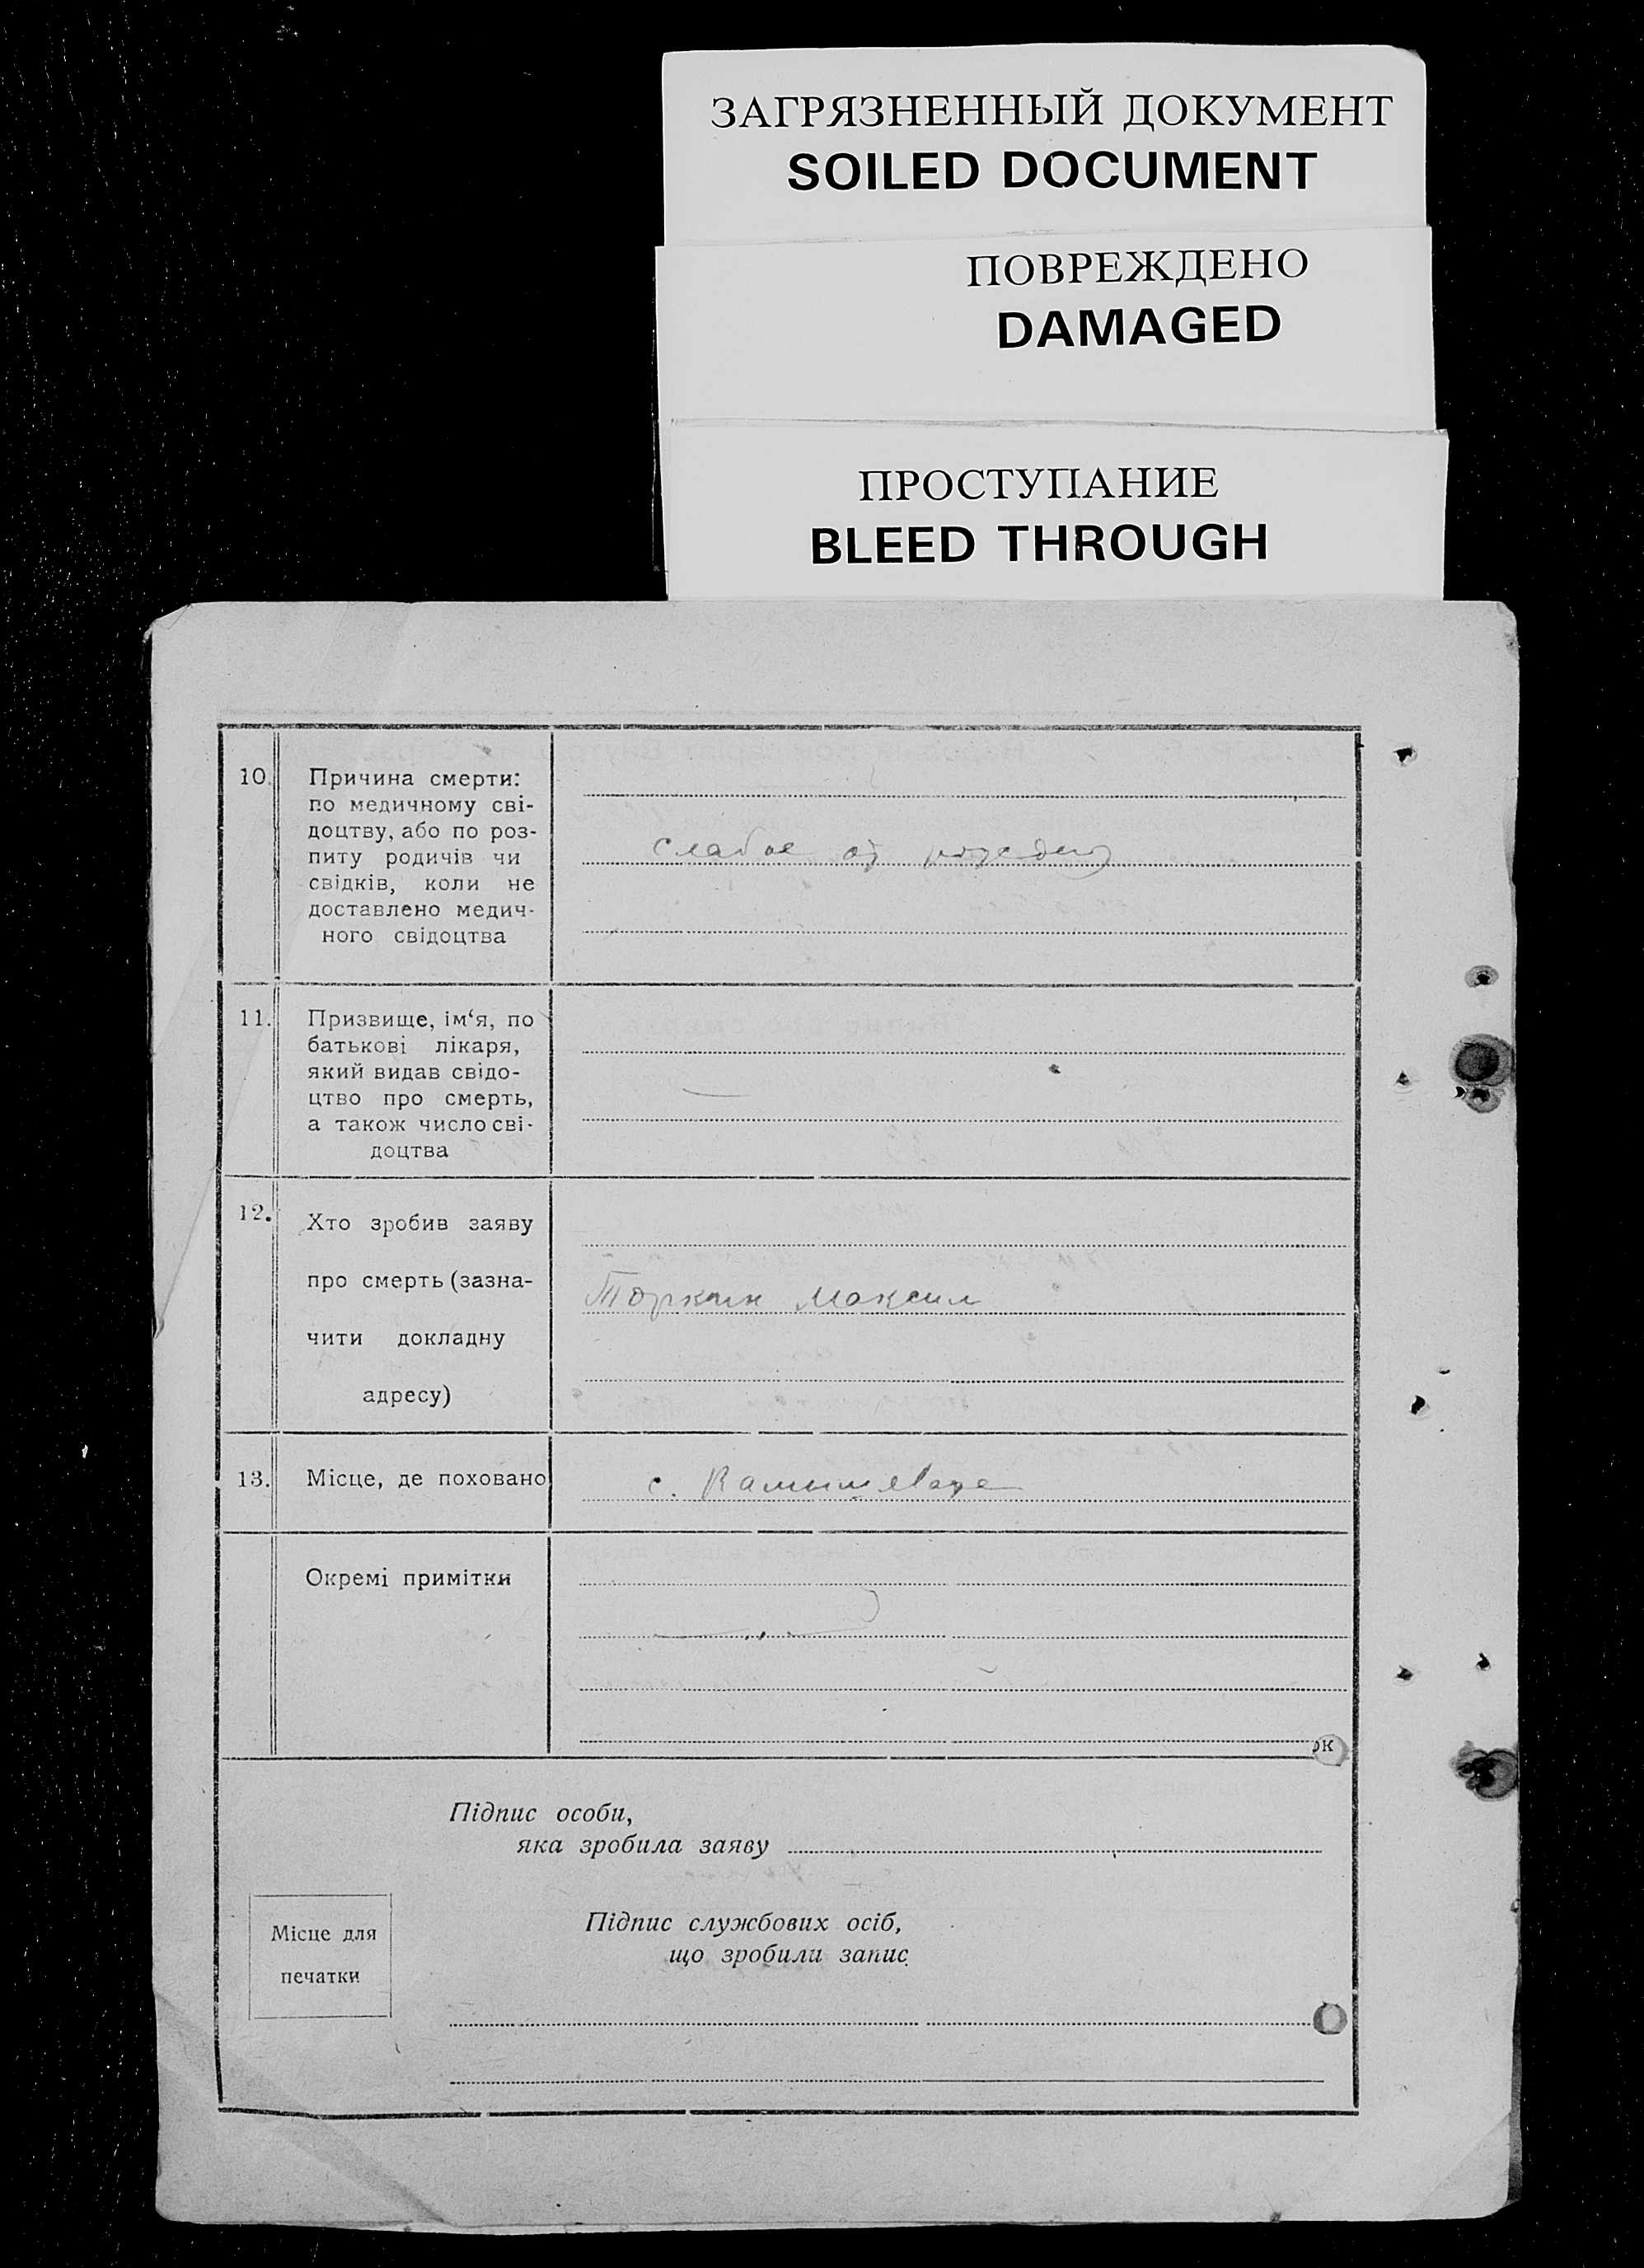 ЗАГРЯЗНЕННЫЙ ДОКУМЕНТ
SOILED DOCUMENT
ПОВРЕЖДЕНО
DAMAGED
ПРОСТУПАНИЕ
BLEED THROUGH
10. Причина смерти:
по медичному сві-
доцтву, або по роз-
питу родичів чи
свідків, коли не
доставлено медич-
ного свідоцтва
слабое от
11. Призвище, ім‘я, по
батькові лікаря,
який видав свідо-
цтво про смерть,
а також число сві-
доцтва
12. Хто зробив заяву
про смерть (зазна-
чити докладну
адресу)
Торкин Максим
13. Місце, де поховано
с.
Окремі примітки
Підпис особи,
яка зробила заяву
Місце для
печатки
Підпис службових осіб,
що зробили запис